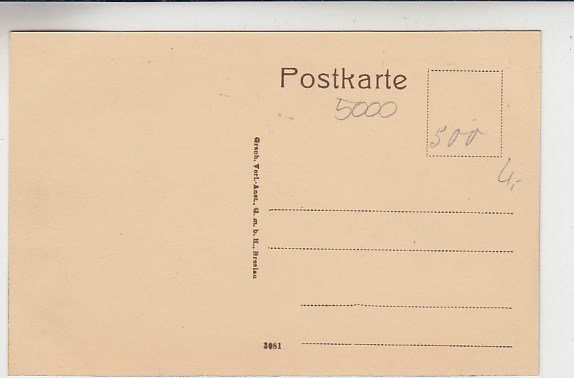 Postkarte
5000
500
4,-
Graph. Verl.-Anst., G. m. b. H., Breslau
3081